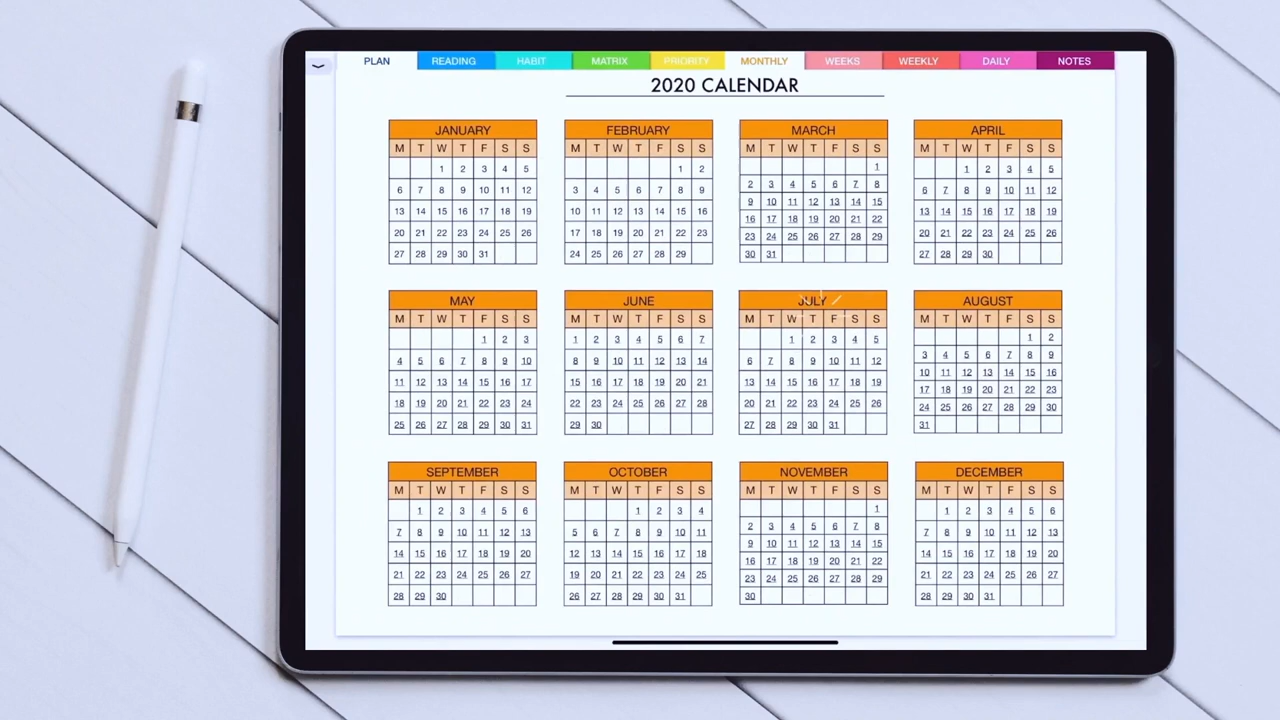 PLAN READING HABIT MATRIX PRIORITY MONTHLY WEEKS WEEKLY DAILY NOTES
2020 CALENDAR
JANUARY
M T W T F S S
1 2 3 4 5
6 7 8 9 10 11 12
13 14 15 16 17 18 19
20 21 22 23 24 25 26
27 28 29 30 31
FEBRUARY
M T W T F S S
1 2
3 4 5 6 7 8 9
10 11 12 13 14 15 16
17 18 19 20 21 22 23
24 25 26 27 28 29
MARCH
M T W T F S S
1
2 3 4 5 6 7 8
9 10 11 12 13 14 15
16 17 18 19 20 21 22
23 24 25 26 27 28 29
30 31
APRIL
M T W T F S S
1 2 3 4 5
6 7 8 9 10 11 12
13 14 15 16 17 18 19
20 21 22 23 24 25 26
27 28 29 30
MAY
M T W T F S S
1 2 3
4 5 6 7 8 9 10
11 12 13 14 15 16 17
18 19 20 21 22 23 24
25 26 27 28 29 30 31
JUNE
M T W T F S S
1 2 3 4 5 6 7
8 9 10 11 12 13 14
15 16 17 18 19 20 21
22 23 24 25 26 27 28
29 30
JULY
M T W T F S S
1 2 3 4 5
6 7 8 9 10 11 12
13 14 15 16 17 18 19
20 21 22 23 24 25 26
27 28 29 30 31
AUGUST
M T W T F S S
1 2
3 4 5 6 7 8 9
10 11 12 13 14 15 16
17 18 19 20 21 22 23
24 25 26 27 28 29 30
31
SEPTEMBER
M T W T F S S
1 2 3 4 5 6
7 8 9 10 11 12 13
14 15 16 17 18 19 20
21 22 23 24 25 26 27
28 29 30
OCTOBER
M T W T F S S
1 2 3 4
5 6 7 8 9 10 11
12 13 14 15 16 17 18
19 20 21 22 23 24 25
26 27 28 29 30 31
NOVEMBER
M T W T F S S
1
2 3 4 5 6 7 8
9 10 11 12 13 14 15
16 17 18 19 20 21 22
23 24 25 26 27 28 29
30
DECEMBER
M T W T F S S
1 2 3 4 5 6
7 8 9 10 11 12 13
14 15 16 17 18 19 20
21 22 23 24 25 26 27
28 29 30 31